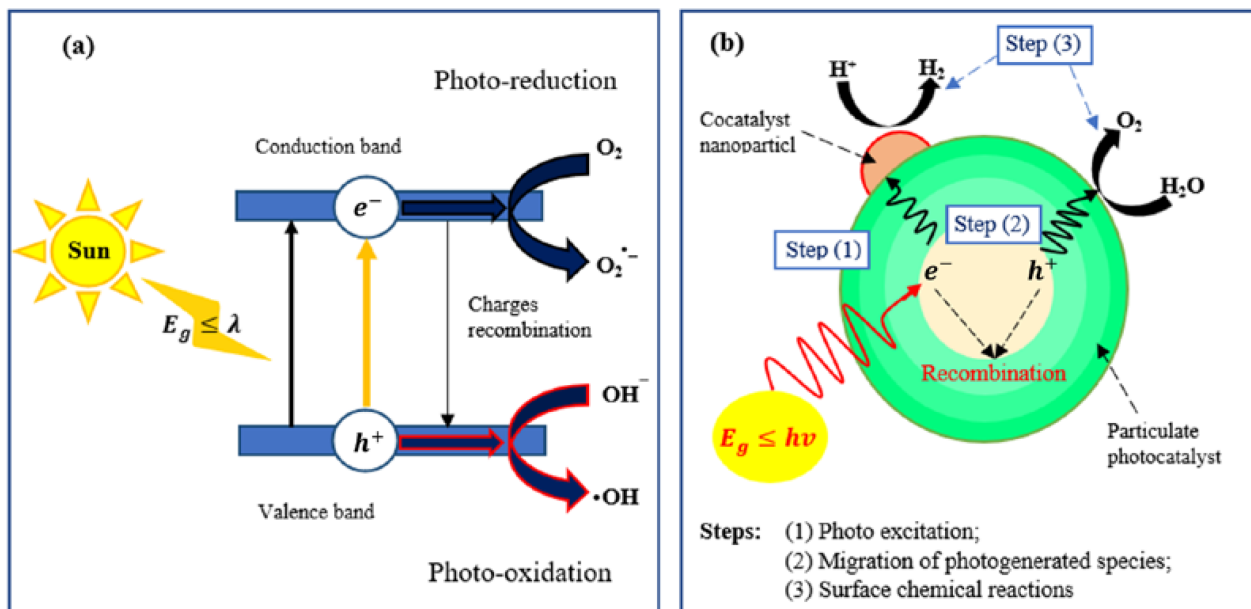 (a)
Photo-reduction
Conduction band
O₂
e⁻
Sun
O₂•⁻
E_g ≤ λ
Charges
recombination
OH⁻
h⁺
•OH
Valence band
Photo-oxidation
(b)
Step (3)
H⁺
H₂
Cocatalyst
nanoparticl
O₂
H₂O
Step (2)
Step (1)
e⁻
h⁺
Recombination
E_g ≤ hν
Particulate
photocatalyst
Steps: (1) Photo excitation;
(2) Migration of photogenerated species;
(3) Surface chemical reactions